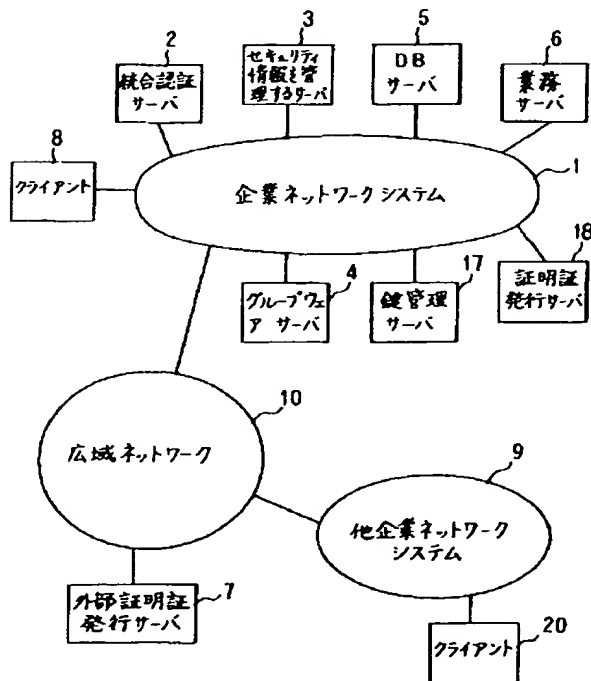 2
3
5
6
統合認証
サーバ
セキュリティ
情報を管
理するサーバ
DB
サーバ
業務
サーバ
8
クライアント
1
企業ネットワークシステム
グループウェ
ア サーバ
4
鍵管理
サーバ
17
証明証
発行サーバ
18
10
広域ネットワーク
9
他企業ネットワーク
システム
外部証明証
発行サーバ
7
クライアント
20